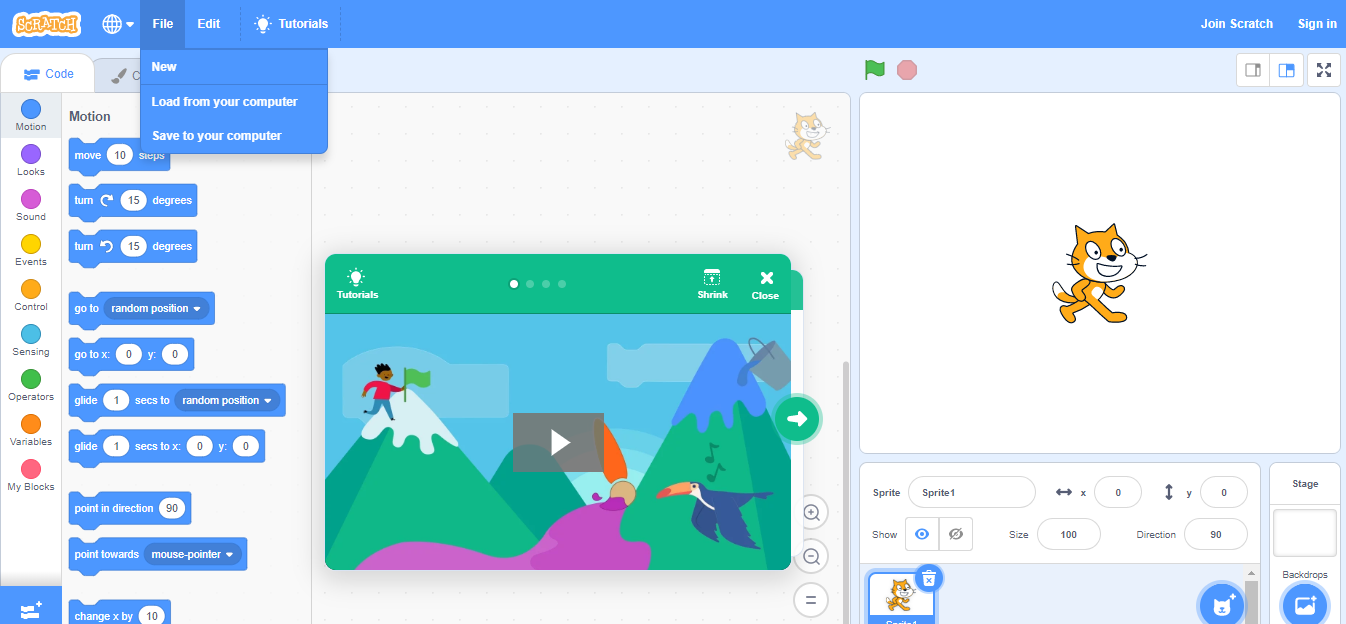 SCRATCH
File
Edit
Tutorials
Join Scratch
Sign in
New
Load from your computer
Save to your computer
Code
C
Motion
Looks
Sound
Events
Control
Sensing
Operators
Variables
My Blocks
Motion
move 10 steps
turn 15 degrees
turn 15 degrees
go to random position
go to x: 0 y: 0
glide 1 secs to random position
glide 1 secs to x: 0 y: 0
point in direction 90
point towards mouse-pointer
change x by 10
Tutorials
Shrink
Close
Sprite Sprite1 x 0 y 0
Show Size 100 Direction 90
Sprite1
Stage
Backdrops